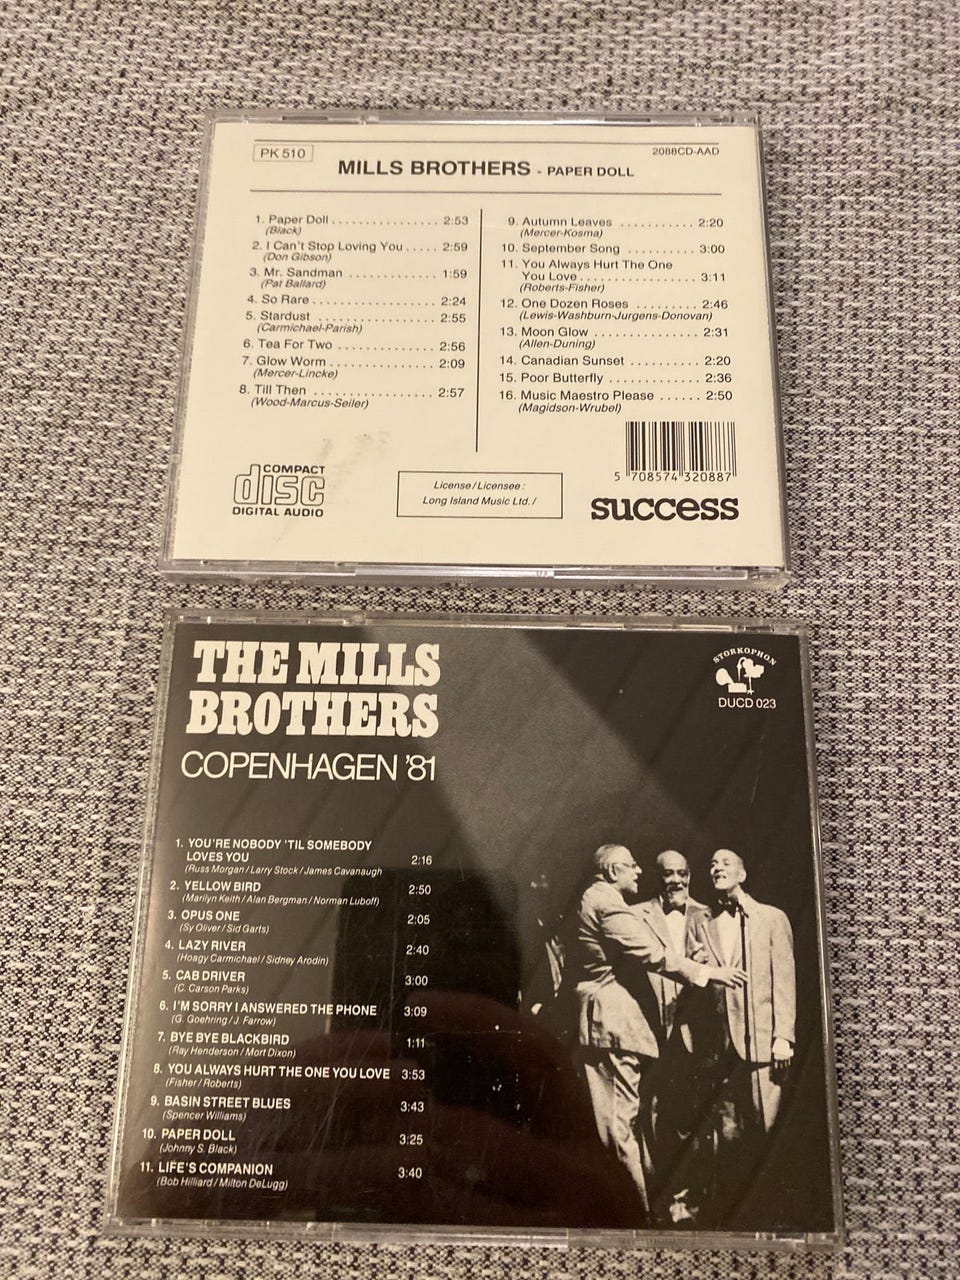 PK 510
2088CD-AAD
MILLS BROTHERS - PAPER DOLL
1. Paper Doll ............... 2:53
(Black)
2. I Can't Stop Loving You ..... 2:59
(Don Gibson)
3. Mr. Sandman ............. 1:59
(Pat Ballard)
4. So Rare .................. 2:24
5. Stardust ................. 2:55
(Carmichael-Parish)
6. Tea For Two ............... 2:56
7. Glow Worm ................ 2:09
(Mercer-Lincke)
8. Till Then .................. 2:57
(Wood-Marcus-Seiler)
9. Autumn Leaves .......... 2:20
(Mercer-Kosma)
10. September Song ......... 3:00
11. You Always Hurt The One
You Love ................ 3:11
(Roberts-Fisher)
12. One Dozen Roses ......... 2:46
(Lewis-Washburn-Jurgens-Donovan)
13. Moon Glow ............... 2:31
(Allen-Duning)
14. Canadian Sunset .......... 2:20
15. Poor Butterfly ............ 2:36
16. Music Maestro Please ...... 2:50
(Magidson-Wrubel)
COMPACT
disc
DIGITAL AUDIO
License/Licensee:
Long Island Music Ltd./
5 708574 320887
success
THE MILLS
BROTHERS
COPENHAGEN '81
STORKOPHON
DUCD 023
1. YOU'RE NOBODY 'TIL SOMEBODY
LOVES YOU 2:16
(Russ Morgan/Larry Stock/James Cavanaugh
2. YELLOW BIRD 2:50
(Marilyn Keith/Alan Bergman/Norman Luboff)
3. OPUS ONE 2:05
(Sy Oliver/Sid Garts)
4. LAZY RIVER 2:40
(Hoagy Carmichael/Sidney Arodin)
5. CAB DRIVER 3:00
(C. Carson Parks)
6. I'M SORRY I ANSWERED THE PHONE 3:09
(G. Goehring/J. Farrow)
7. BYE BYE BLACKBIRD 1:11
(Ray Henderson/Mort Dixon)
8. YOU ALWAYS HURT THE ONE YOU LOVE 3:53
(Fisher/Roberts)
9. BASIN STREET BLUES 3:43
(Spencer Williams)
10. PAPER DOLL 3:25
(Johnny S. Black)
11. LIFE'S COMPANION 3:40
(Bob Hilliard/Milton DeLugg)